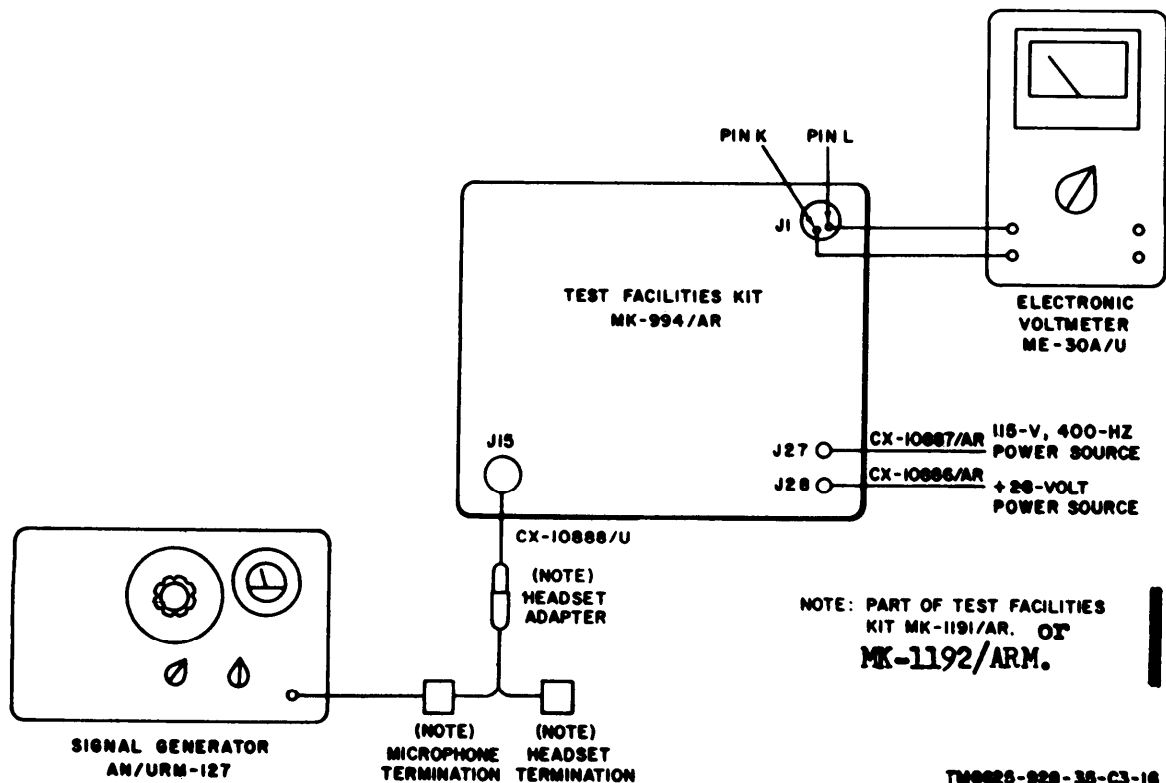 PIN K PIN L
J1
TEST FACILITIES KIT
MK-994/AR
ELECTRONIC
VOLTMETER
ME-30A/U
J15
J27 CX-10887/AR 115-V, 400-HZ
POWER SOURCE
J28 CX-10886/AR +28-VOLT
POWER SOURCE
CX-10888/U
(NOTE)
HEADSET
ADAPTER
NOTE: PART OF TEST FACILITIES
KIT MK-1191/AR. or
MK-1192/ARM.
SIGNAL GENERATOR
AN/URM-127
(NOTE)
MICROPHONE
TERMINATION
(NOTE)
HEADSET
TERMINATION